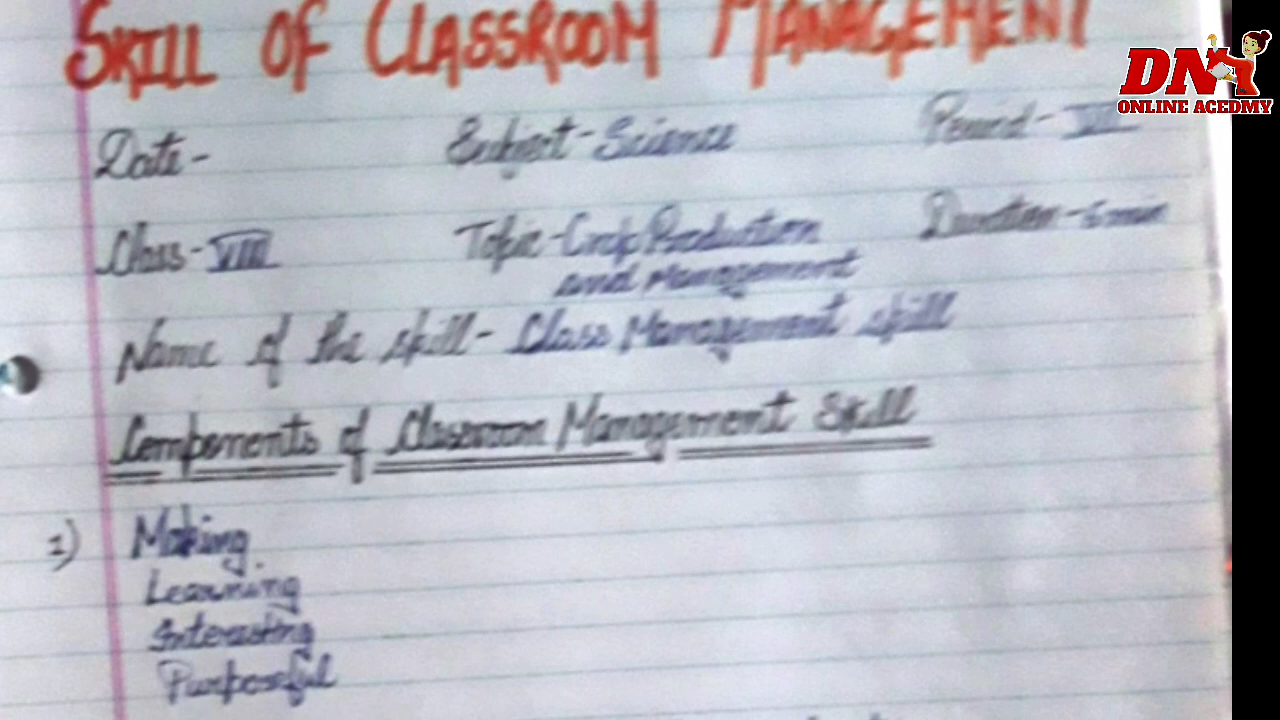 SKILL OF CLASSROOM MANAGEMENT
DNA
ONLINE ACEDMY
Date- Subject-Science Period-
Class-VIII Topic-Crop Production Duration-6 min
and Management
Name of the skill- Class Management skill
Components of Classroom Management Skill
1) Making
Learning
Interesting
Purposeful